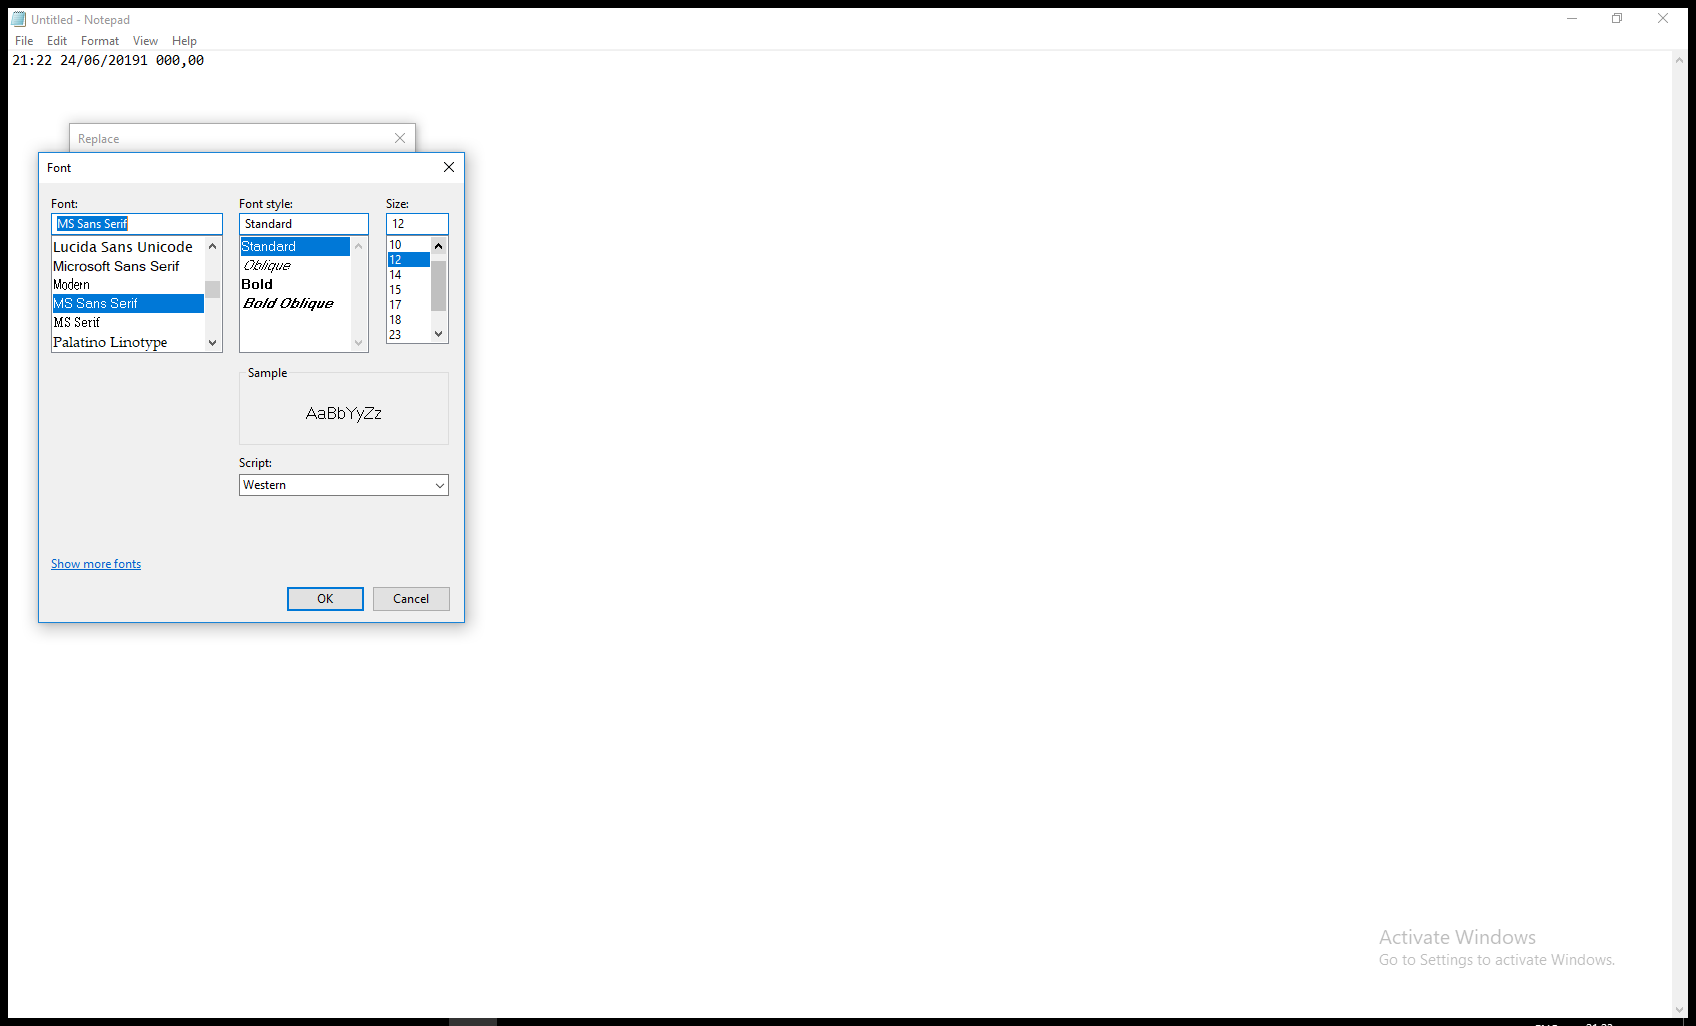 Untitled - Notepad
File Edit Format View Help
21:22 24/06/20191 000,00
Replace
Font
Font: Font style: Size:
MS Sans Serif Standard 12
Lucida Sans Unicode
Microsoft Sans Serif
Modern
MS Sans Serif
MS Serif
Palatino Linotype
Standard
Oblique
Bold
Bold Oblique
10
12
14
15
17
18
23
Sample
AaBbYyZz
Script:
Western
Show more fonts
OK Cancel
Activate Windows
Go to Settings to activate Windows.